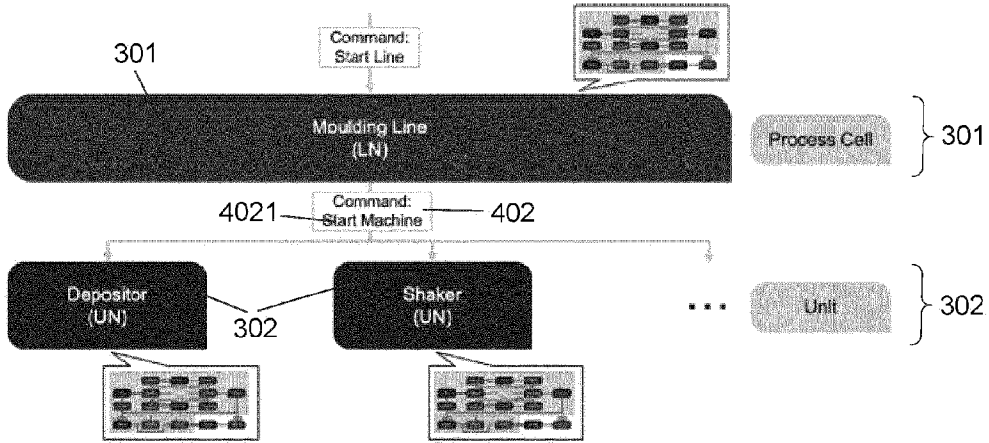 Command:
Start Line
301
Moulding Line
(LN)
Process Cell
301
Command:
4021
Start Machine
402
Depositor
(UN)
302
Shaker
(UN)
...
Unit
302